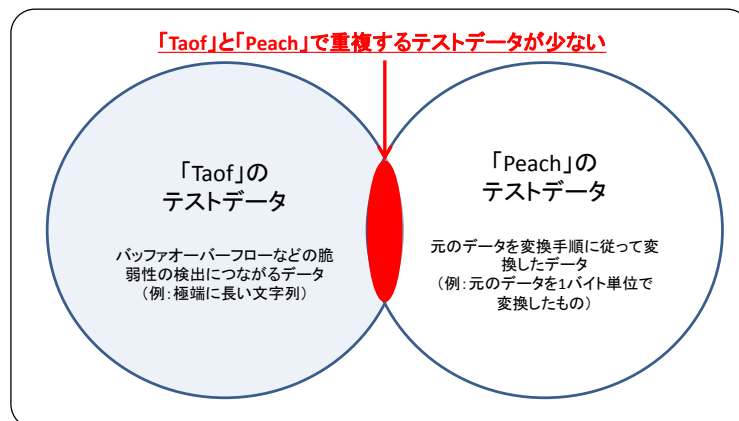 「Taof」と「Peach」で重複するテストデータが少ない
「Taof」の
テストデータ
バッファオーバーフローなどの脆
弱性の検出につながるデータ
（例：極端に長い文字列）
「Peach」の
テストデータ
元のデータを変換手順に従って変
換したデータ
（例：元のデータを1バイト単位で
変換したもの）